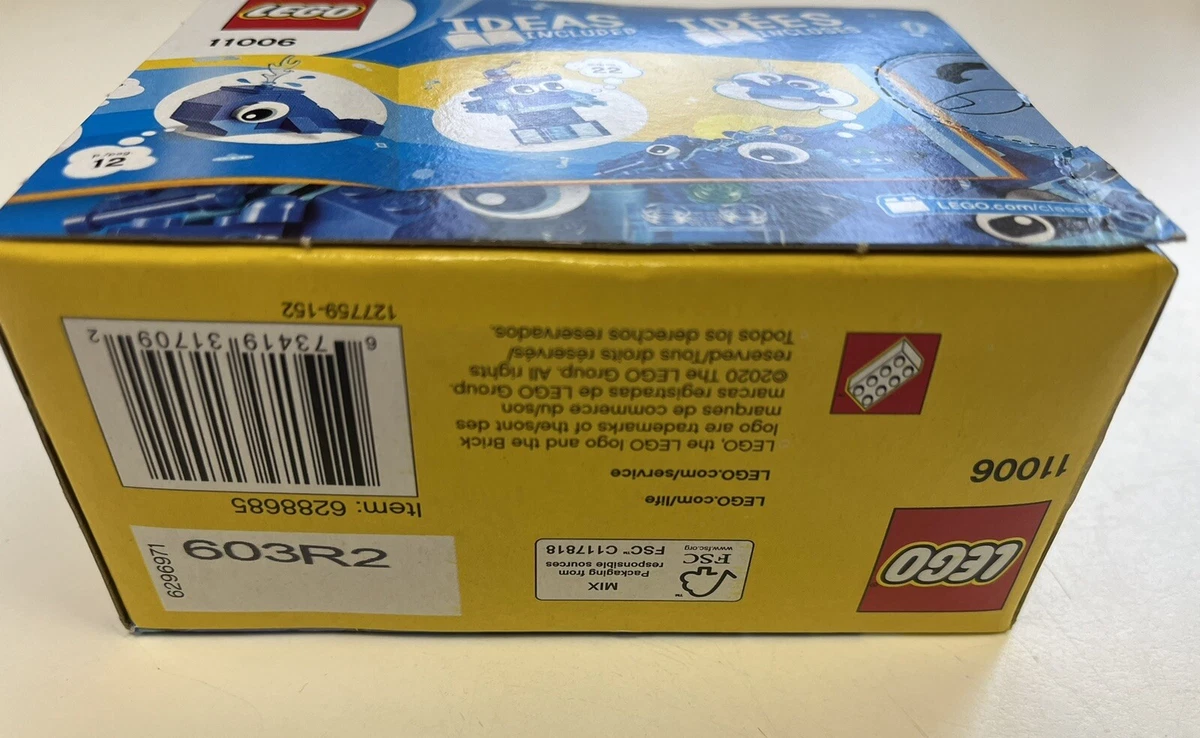 LEGO
11006
IDEAS
INCLUDED
IDÉES
INCLUSES
p./pág.
12
22
LEGO.com/classic
127759-152
6 73419 31709 2
Item: 6288685
6296971
603R2
LEGO, the LEGO logo and the Brick
logo are trademarks of the/sont des
marques de commerce du/son
marcas registradas de LEGO Group.
©2020 The LEGO Group. All rights
reserved/Tous droits réservés/
Todos los derechos reservados.
LEGO.com/service
LEGO.com/life
MIX
Packaging from
responsible sources
FSC™ C117818
™
FSC
www.fsc.org
11006
LEGO